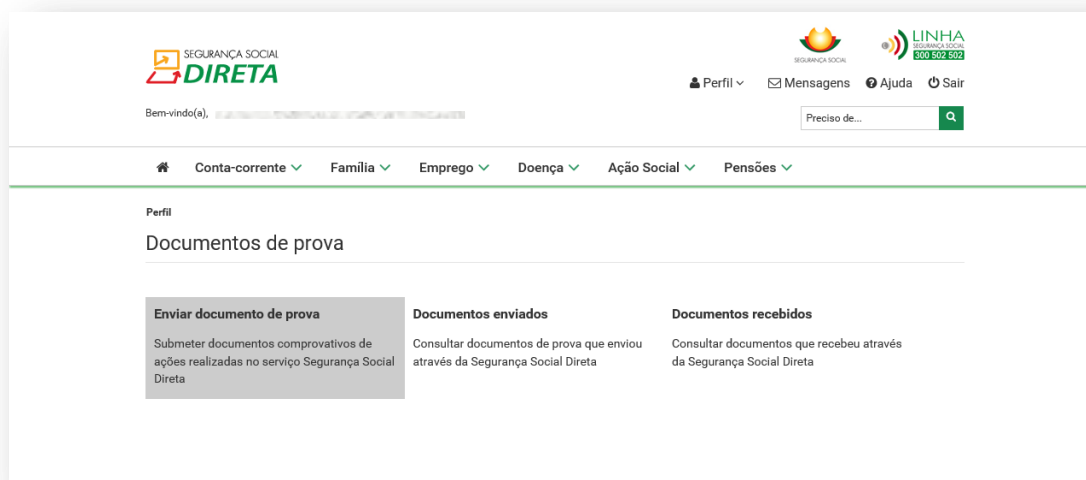 SEGURANÇA SOCIAL
DIRETA
SEGURANÇA SOCIAL
LINHA
SEGURANÇA SOCIAL
300 502 502
Perfil
Mensagens
Ajuda
Sair
Bem-vindo(a),
Preciso de...
Conta-corrente
Família
Emprego
Doença
Ação Social
Pensões
Perfil
Documentos de prova
Enviar documento de prova
Submeter documentos comprovativos de
ações realizadas no serviço Segurança Social
Direta
Documentos enviados
Consultar documentos de prova que enviou
através da Segurança Social Direta
Documentos recebidos
Consultar documentos que recebeu através
da Segurança Social Direta